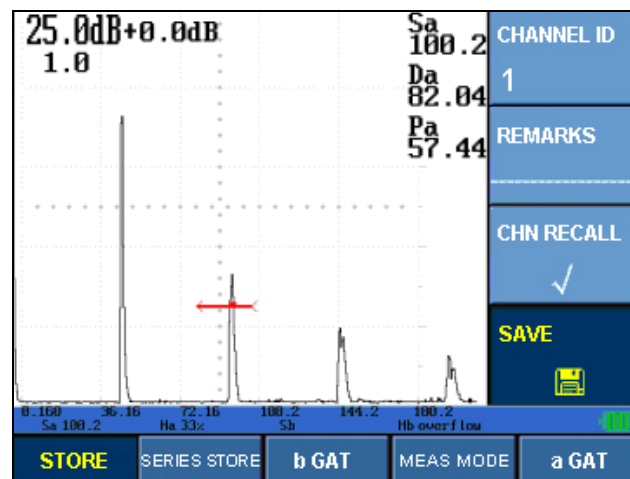 25.0dB+0.0dB
1.0
Sa
100.2
Da
82.04
Pa
57.44
CHANNEL ID
1
REMARKS
CHN RECALL
SAVE
0.160 36.16 72.16 108.2 144.2 180.2
Sa 100.2 Ha 33% Sb Hb overflow
STORE SERIES STORE b GAT MEAS MODE a GAT